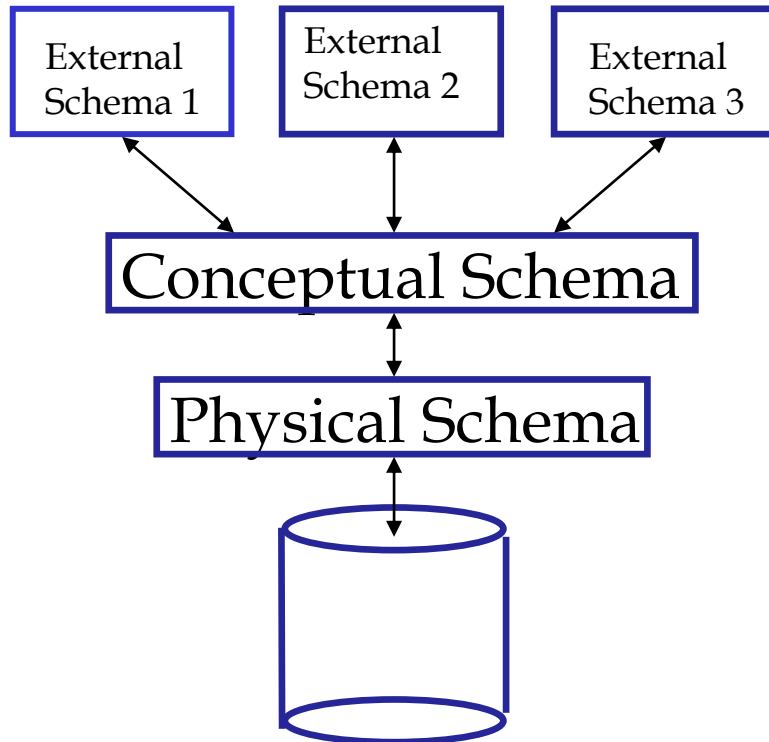 External
Schema 1
External
Schema 2
External
Schema 3
Conceptual Schema
Physical Schema